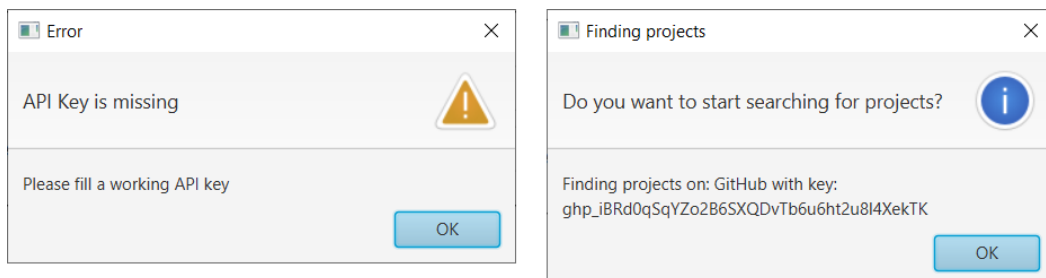 Error
API Key is missing
Please fill a working API key
OK
Finding projects
Do you want to start searching for projects?
Finding projects on: GitHub with key:
ghp_iBRd0qSqYZo2B6SXQDvTb6u6ht2u8I4XekTK
OK